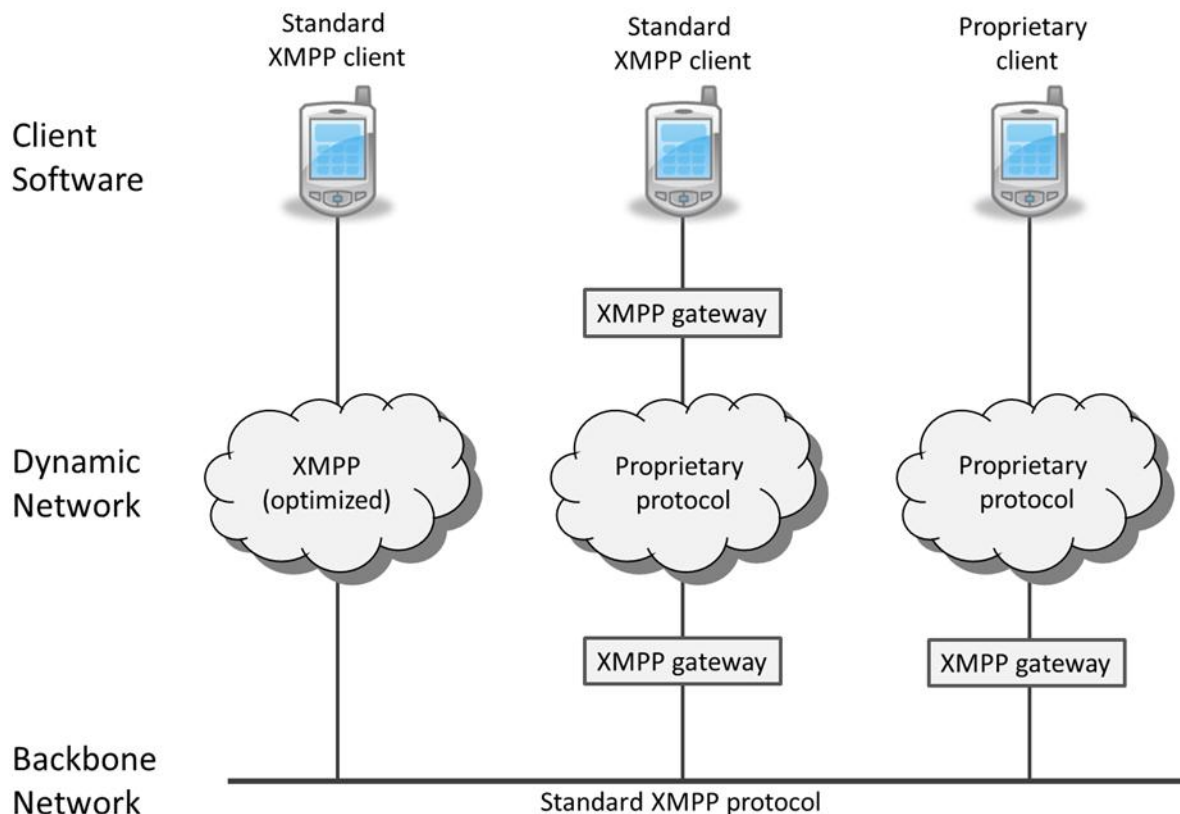 Standard
XMPP client
Standard
XMPP client
Proprietary
client
Client
Software
XMPP gateway
Dynamic
Network
XMPP
(optimized)
Proprietary
protocol
Proprietary
protocol
XMPP gateway
XMPP gateway
Backbone
Network
Standard XMPP protocol